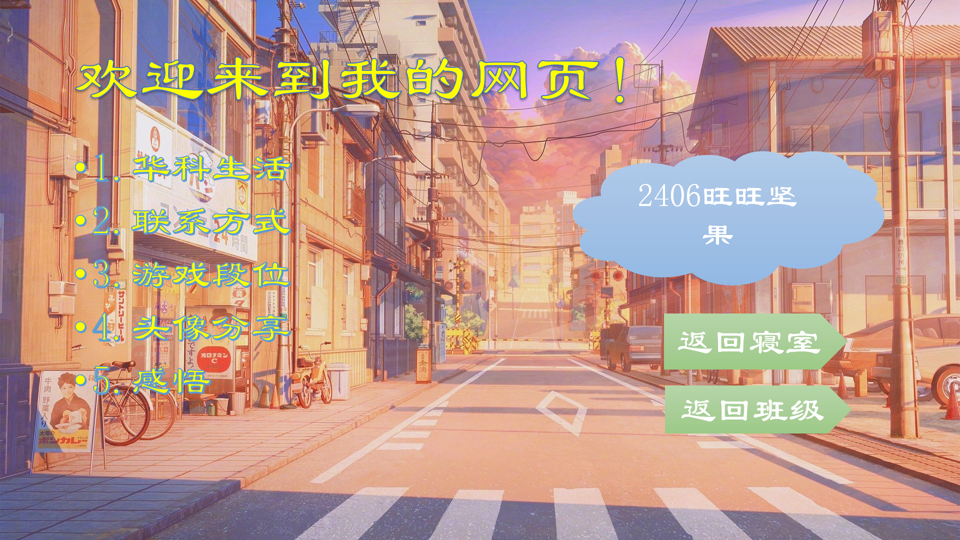 欢迎来到我的网页！
•1. 华科生活
•2. 联系方式
•3. 游戏段位
•4. 头像分享
•5. 感悟
2406旺旺坚
果
返回寝室
返回班级